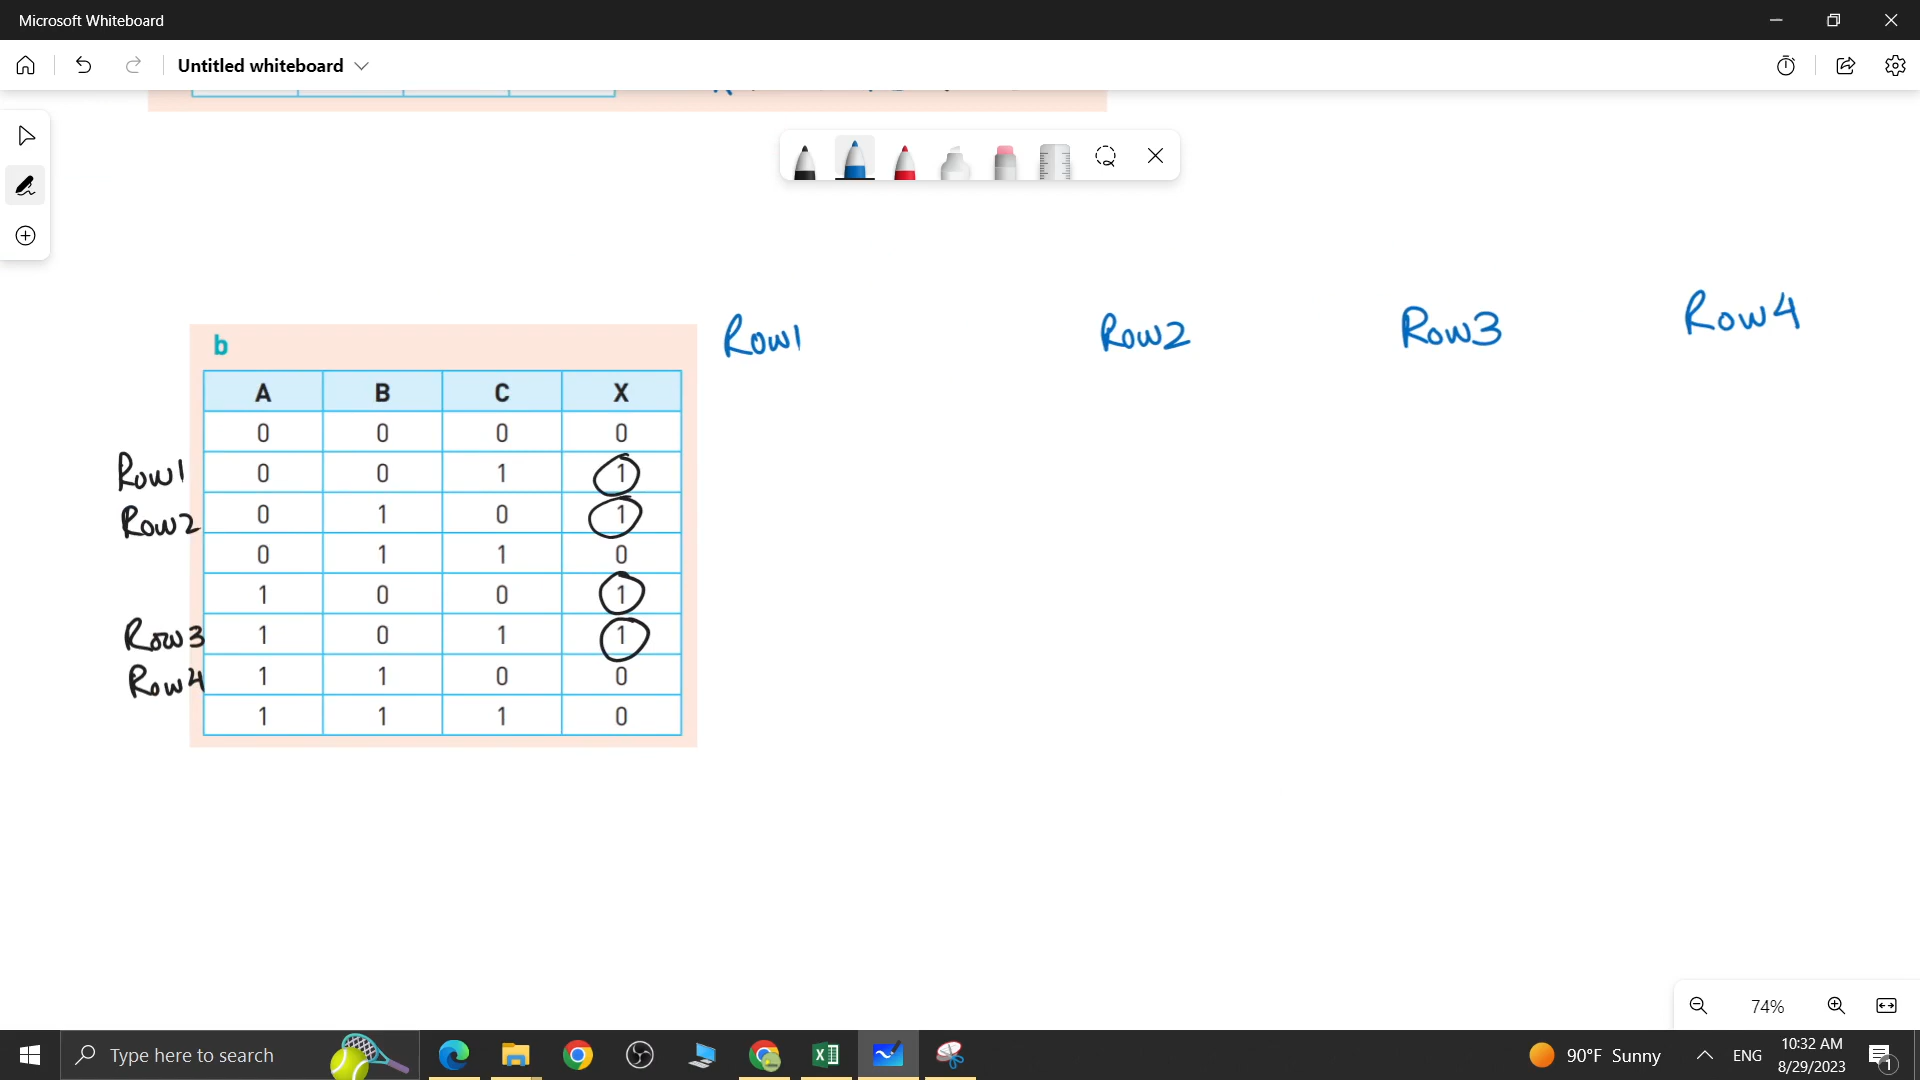 Microsoft Whiteboard
Untitled whiteboard
Row1 Row2 Row3 Row4
b
A B C X
0 0 0 0
Row1 0 0 1 1
Row2 0 1 0 1
0 1 1 0
1 0 0 1
Row3 1 0 1 1
Row4 1 1 0 0
1 1 1 0
74%
Type here to search
90°F Sunny
ENG
10:32 AM
8/29/2023
1